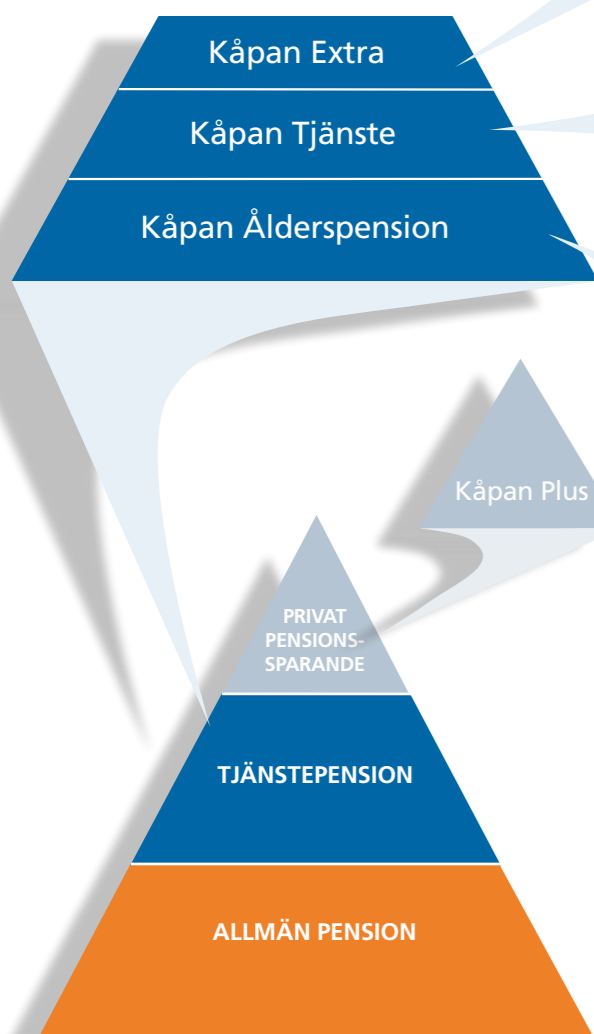 Kåpan Extra
Kåpan Tjänste
Kåpan Ålderspension
Kåpan Plus
PRIVAT
PENSIONS-
SPARANDE
TJÄNSTEPENSION
ALLMÄN PENSION